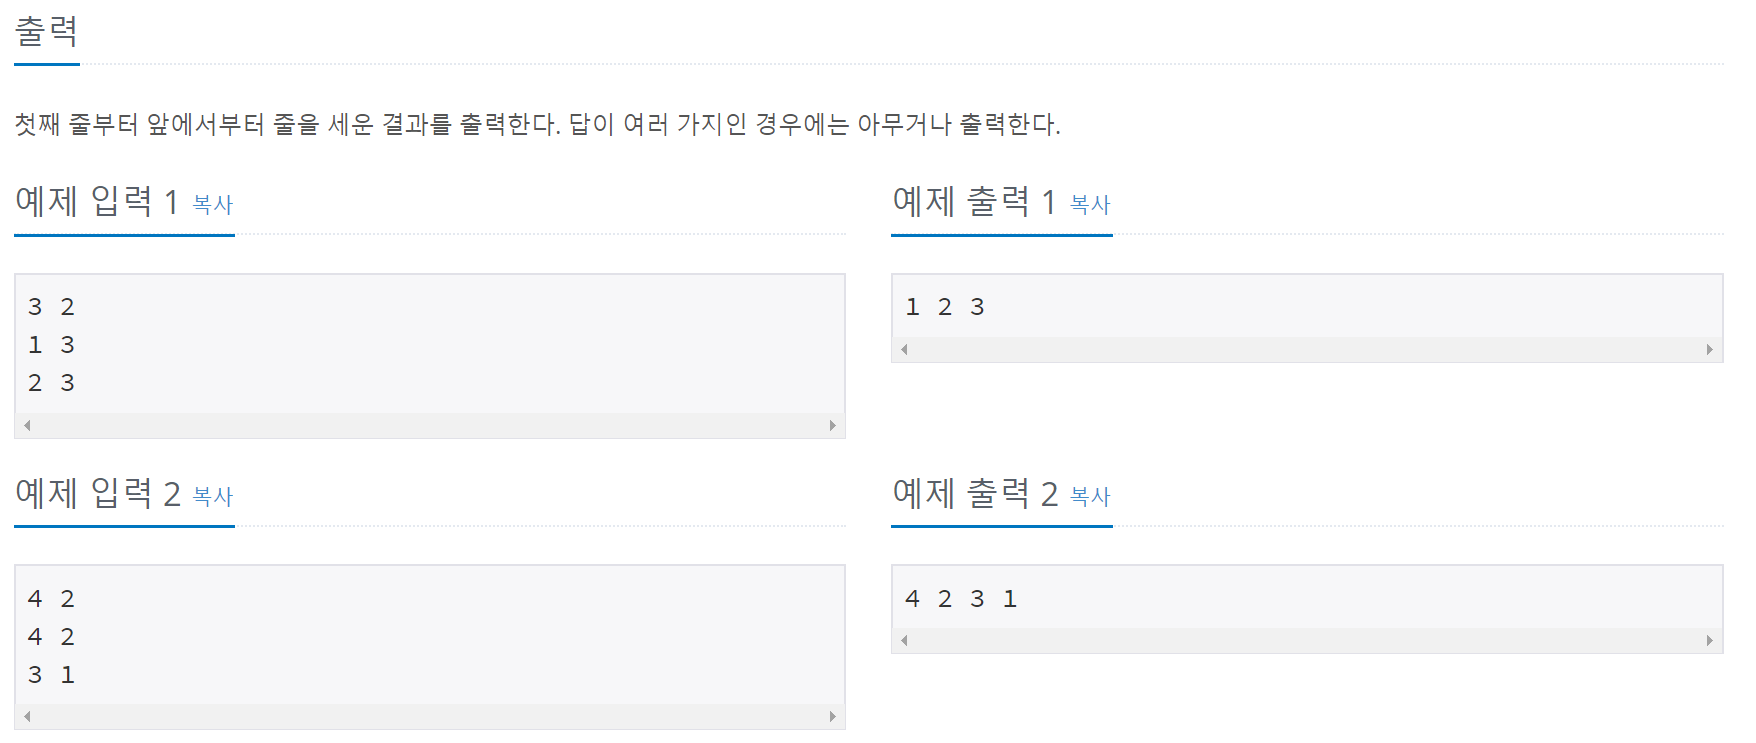 출력
첫째 줄부터 앞에서부터 줄을 세운 결과를 출력한다. 답이 여러 가지인 경우에는 아무거나 출력한다.
예제 입력 1 복사
3 2
1 3
2 3
예제 출력 1 복사
1 2 3
예제 입력 2 복사
4 2
4 2
3 1
예제 출력 2 복사
4 2 3 1